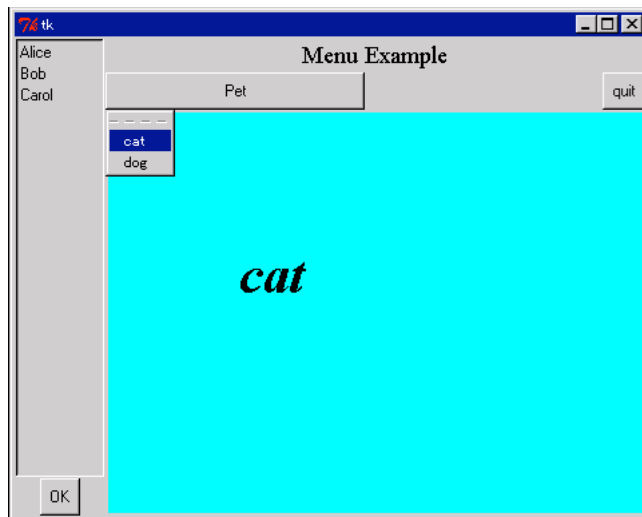 tk
Alice
Bob
Carol
Menu Example
Pet
quit
cat
dog
cat
OK